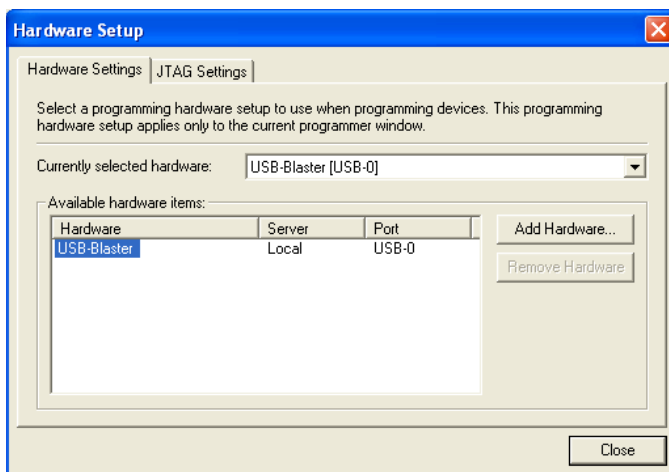 Hardware Setup
Hardware Settings JTAG Settings
Select a programming hardware setup to use when programming devices. This programming
hardware setup applies only to the current programmer window.
Currently selected hardware: USB-Blaster [USB-0]
Available hardware items:
Hardware Server Port
USB-Blaster Local USB-0
Add Hardware...
Remove Hardware
Close